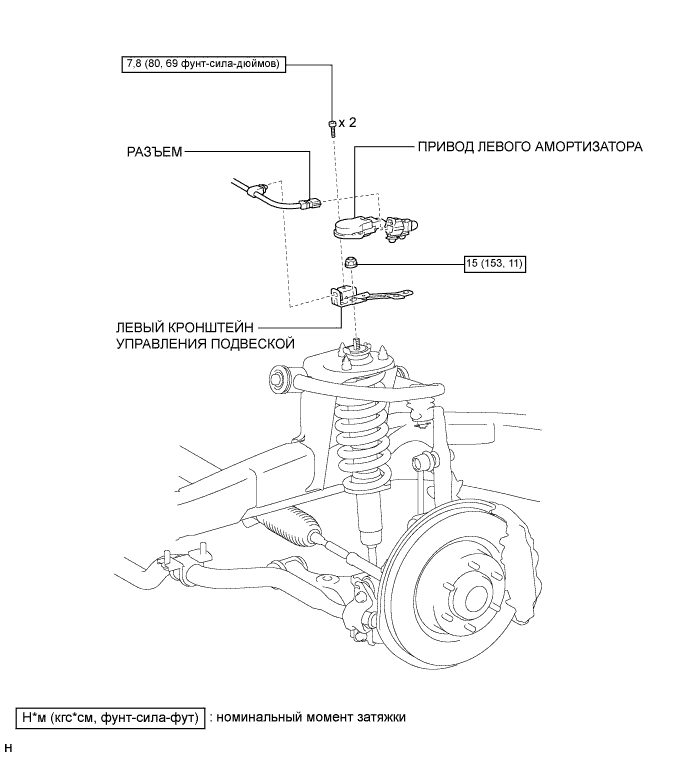 7,8 (80, 69 фунт-сила-дюймов)
x 2
РАЗЪЕМ
ПРИВОД ЛЕВОГО АМОРТИЗАТОРА
15 (153, 11)
ЛЕВЫЙ КРОНШТЕЙН
УПРАВЛЕНИЯ ПОДВЕСКОЙ
Н*м (кгс*см, фунт-сила-фут) : номинальный момент затяжки
H